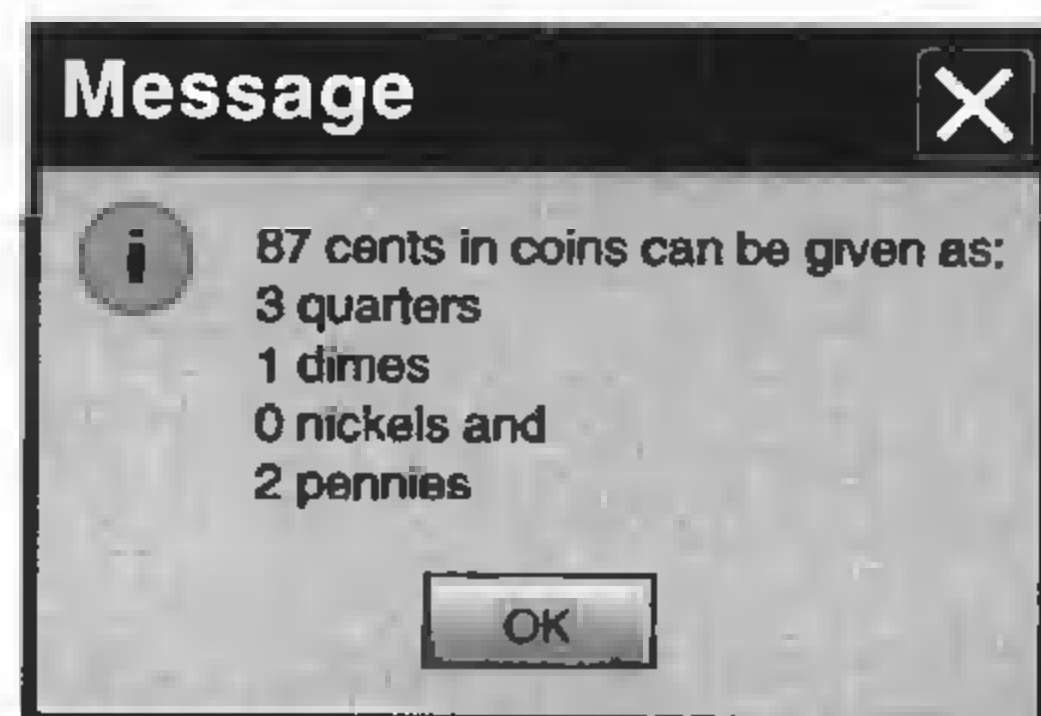 Message
87 cents in coins can be given as:
3 quarters
1 dimes
0 nickels and
2 pennies
OK